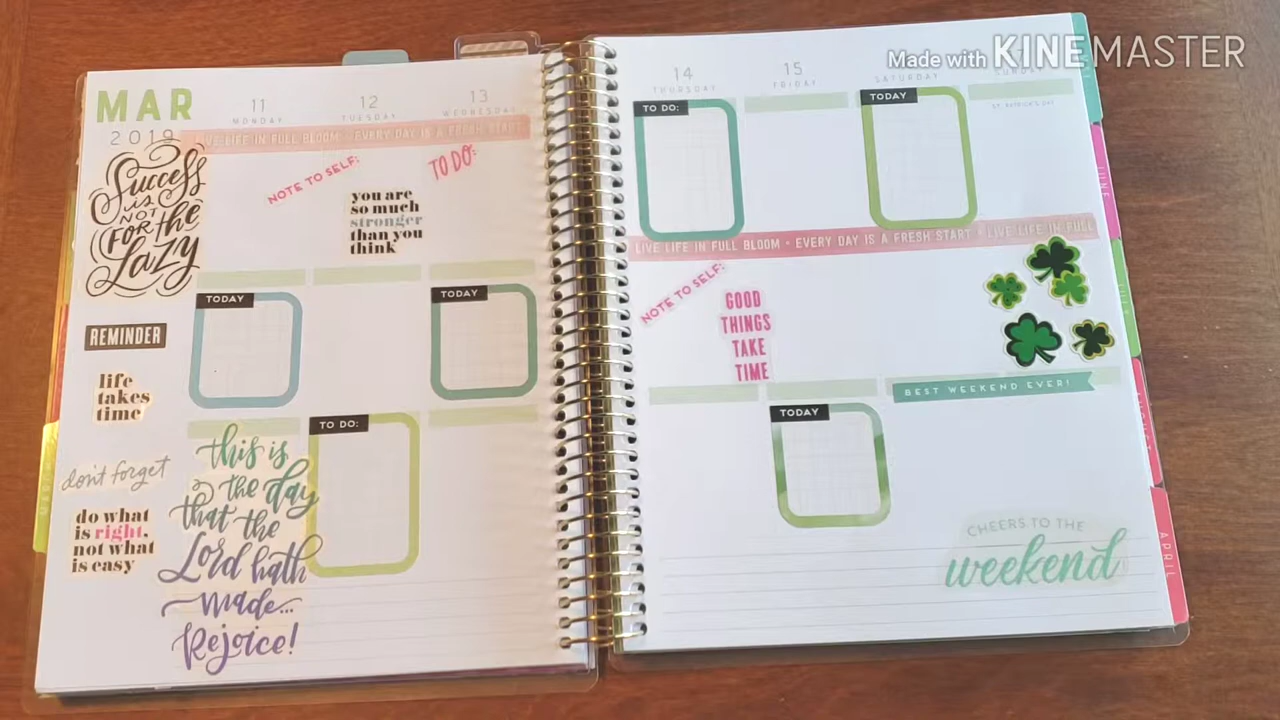 Made with KINEMASTER
MAR
2019
11
MONDAY
12
TUESDAY
13
WEDNESDAY
LIVE LIFE IN FULL BLOOM • EVERY DAY IS A FRESH START
Success
is
NOT
FOR the
Lazy
NOTE TO SELF:
you are
so much
stronger
than you
think
TO DO:
TODAY
TODAY
REMINDER
life
takes
time
don't forget
do what
is right,
not what
is easy
this is
the day
that the
Lord hath
made...
Rejoice!
TO DO:
14
THURSDAY
15
FRIDAY
SATURDAY
SUNDAY
ST. PATRICK'S DAY
TO DO:
TODAY
LIVE LIFE IN FULL BLOOM • EVERY DAY IS A FRESH START • LIVE LIFE IN FULL
NOTE TO SELF:
GOOD
THINGS
TAKE
TIME
BEST WEEKEND EVER!
TODAY
CHEERS TO THE
weekend
JUNE
APRIL